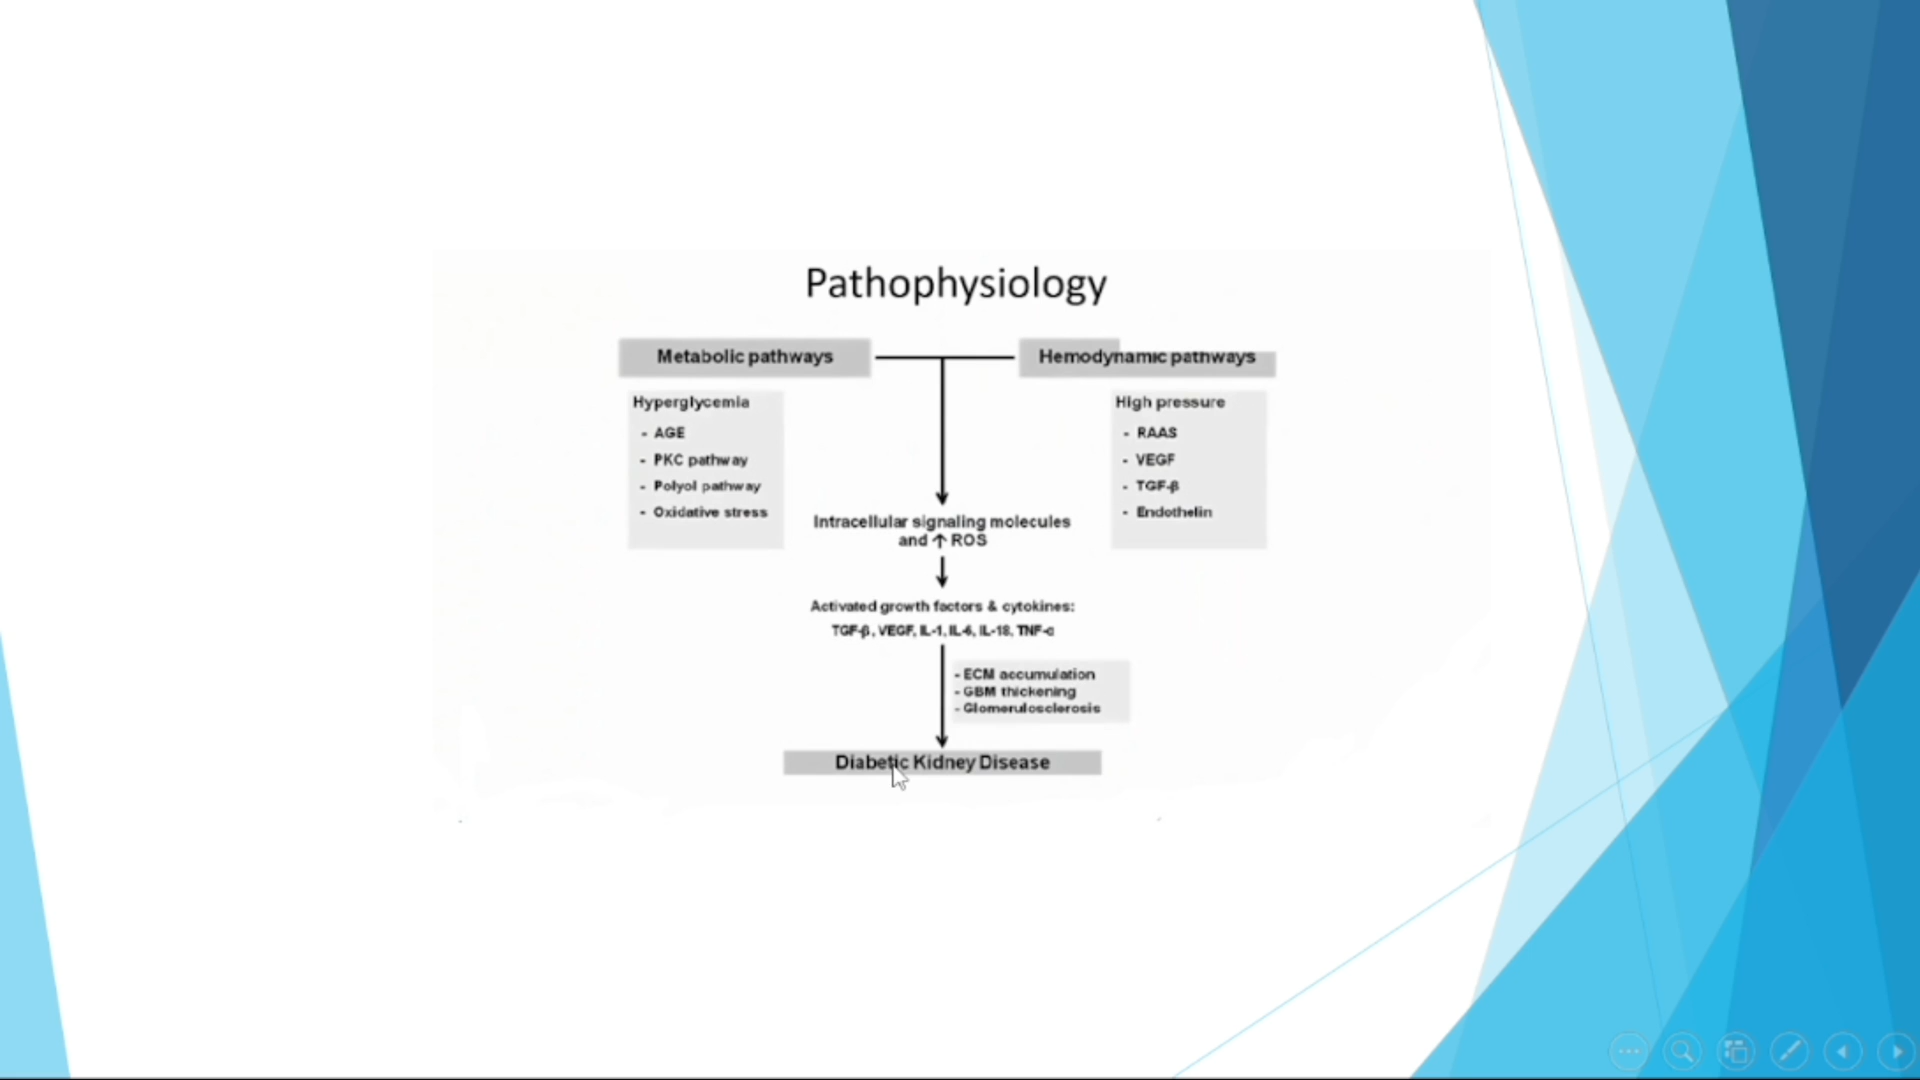 Pathophysiology
Metabolic pathways
Hemodynamic pathways
Hyperglycemia
- AGE
- PKC pathway
- Polyol pathway
- Oxidative stress
High pressure
- RAAS
- VEGF
- TGF-β
- Endothelin
Intracellular signaling molecules
and ↑ ROS
Activated growth factors & cytokines:
TGF-β, VEGF, IL-1, IL-6, IL-18, TNF-α
- ECM accumulation
- GBM thickening
- Glomerulosclerosis
Diabetic Kidney Disease